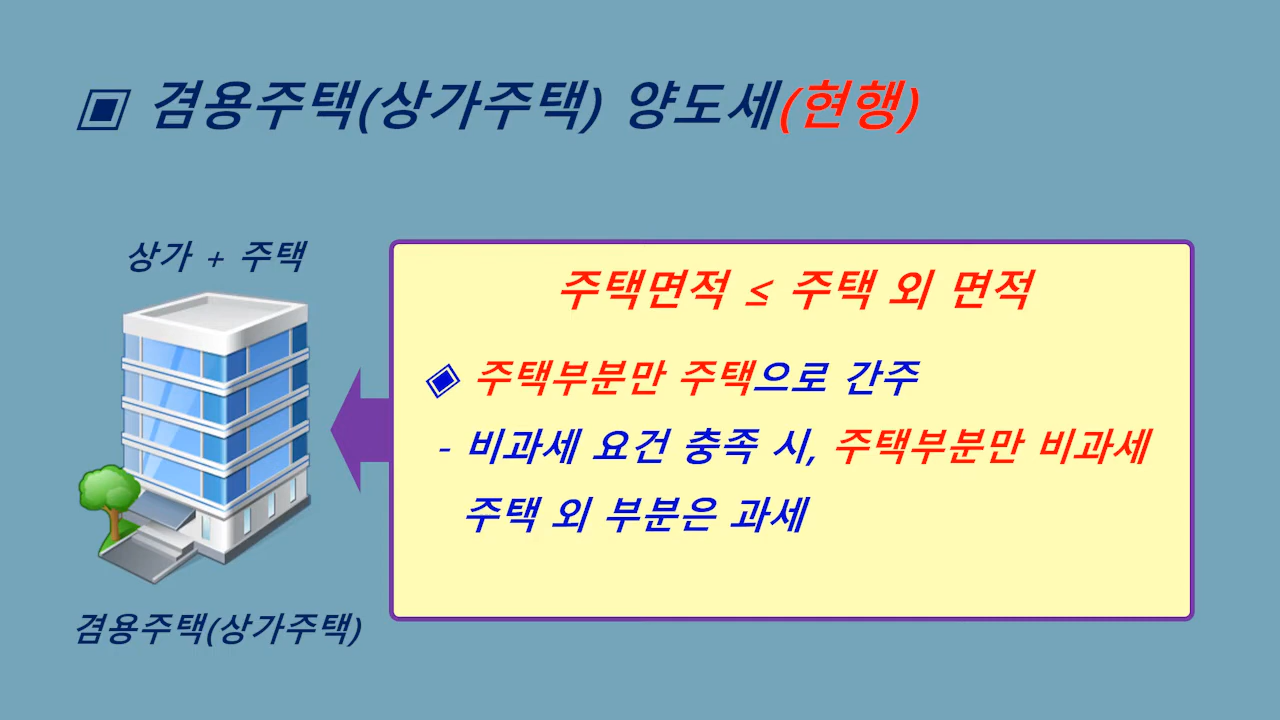 ▣ 겸용주택(상가주택) 양도세(현행)
상가 + 주택
주택면적 ≤ 주택 외 면적
◈ 주택부분만 주택으로 간주
- 비과세 요건 충족 시, 주택부분만 비과세
주택 외 부분은 과세
겸용주택(상가주택)